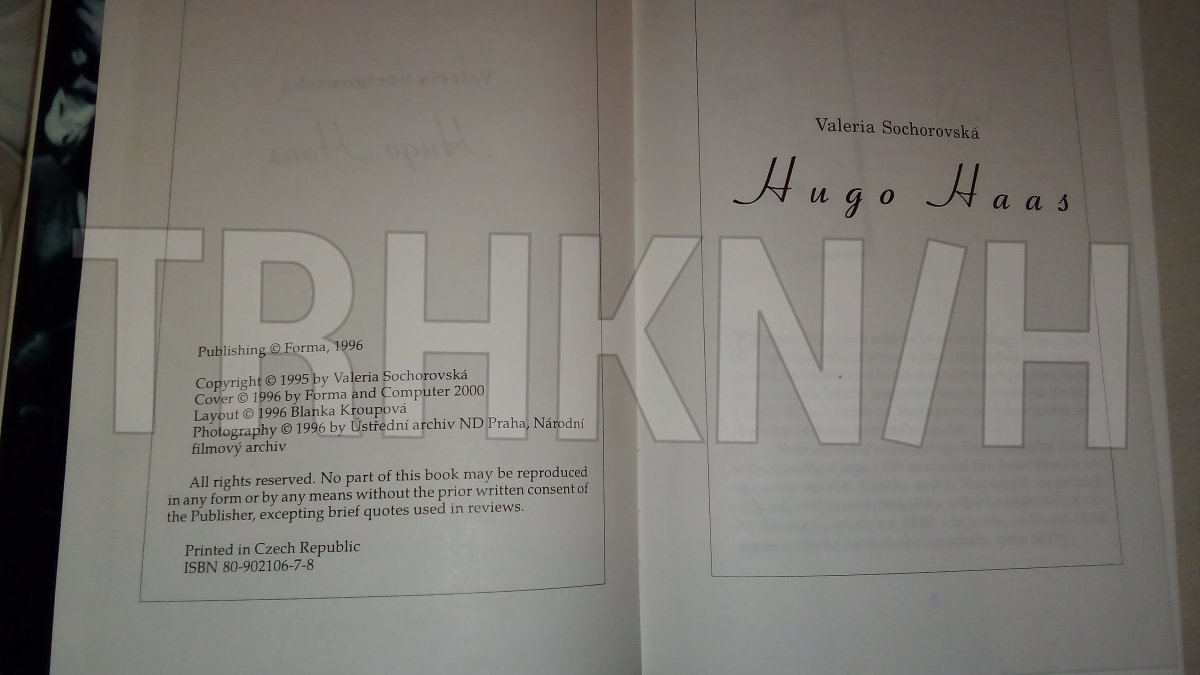 Publishing © Forma, 1996
Copyright © 1995 by Valeria Sochorovská
Cover © 1996 by Forma and Computer 2000
Layout © 1996 Blanka Kroupová
Photography © 1996 by Ústřední archiv ND Praha, Národní
filmový archiv
All rights reserved. No part of this book may be reproduced
in any form or by any means without the prior written consent of
the Publisher, excepting brief quotes used in reviews.
Printed in Czech Republic
ISBN 80-902106-7-8
Valeria Sochorovská
Hugo Haas
TRHKN/H